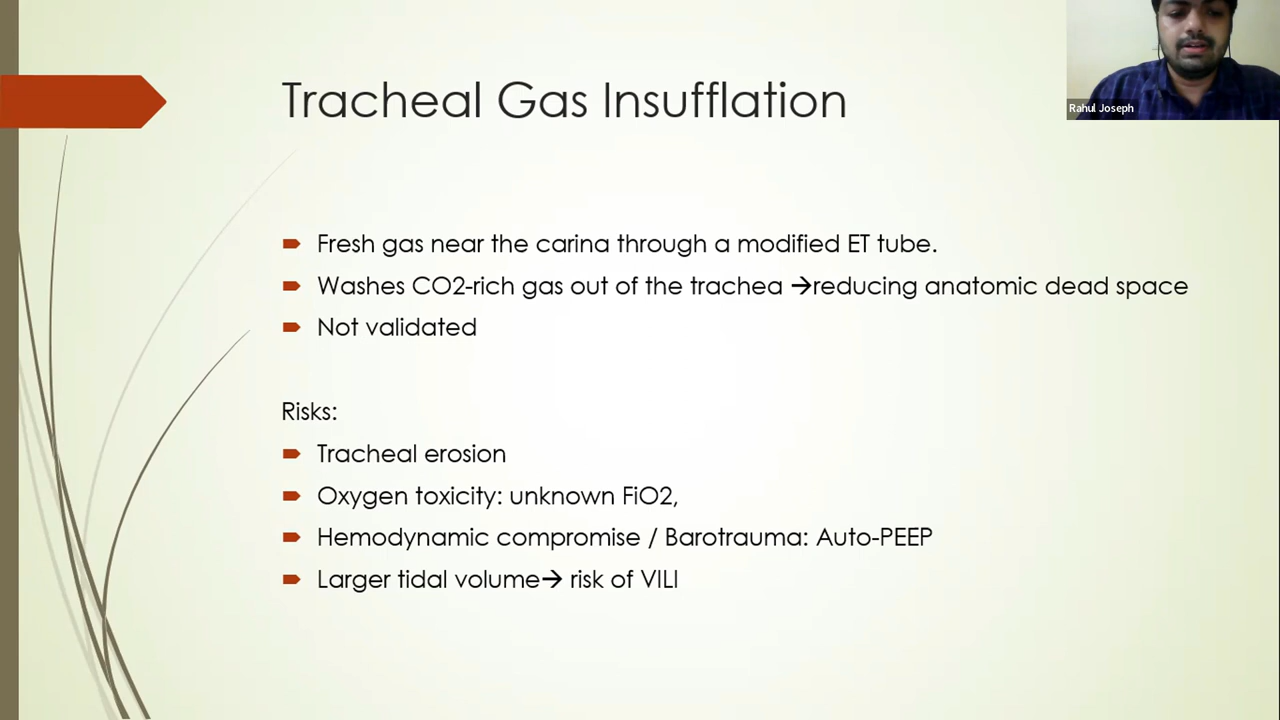 Tracheal Gas Insufflation
Rahul Joseph
Fresh gas near the carina through a modified ET tube.
Washes CO2-rich gas out of the trachea →reducing anatomic dead space
Not validated
Risks:
Tracheal erosion
Oxygen toxicity: unknown FiO2,
Hemodynamic compromise / Barotrauma: Auto-PEEP
Larger tidal volume→ risk of VILI